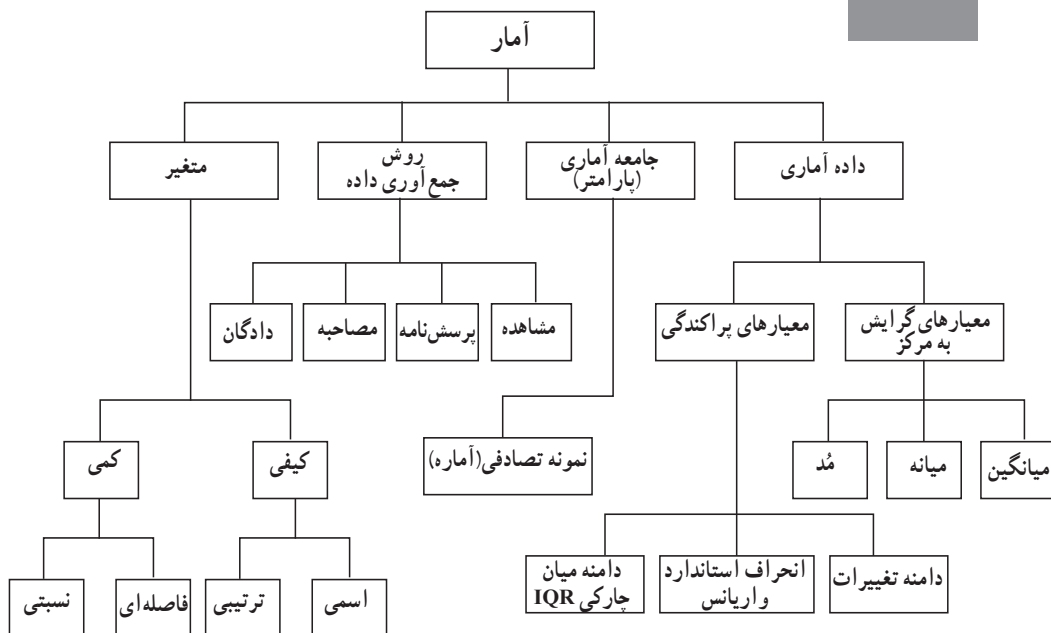 آمار
داده آماری
جامعه آماری
(پارامتر)
روش
جمع‌آوری داده
متغیر
مشاهده
پرسش‌نامه
مصاحبه
دادگان
معیارهای گرایش
به مرکز
معیارهای پراکندگی
میانگین
میانه
مُد
نمونه تصادفی(آماره)
کیفی
کمی
دامنه تغییرات
انحراف استاندارد
واریانس
دامنه میان
چارکی IQR
اسمی
ترتیبی
فاصله‌ای
نسبتی